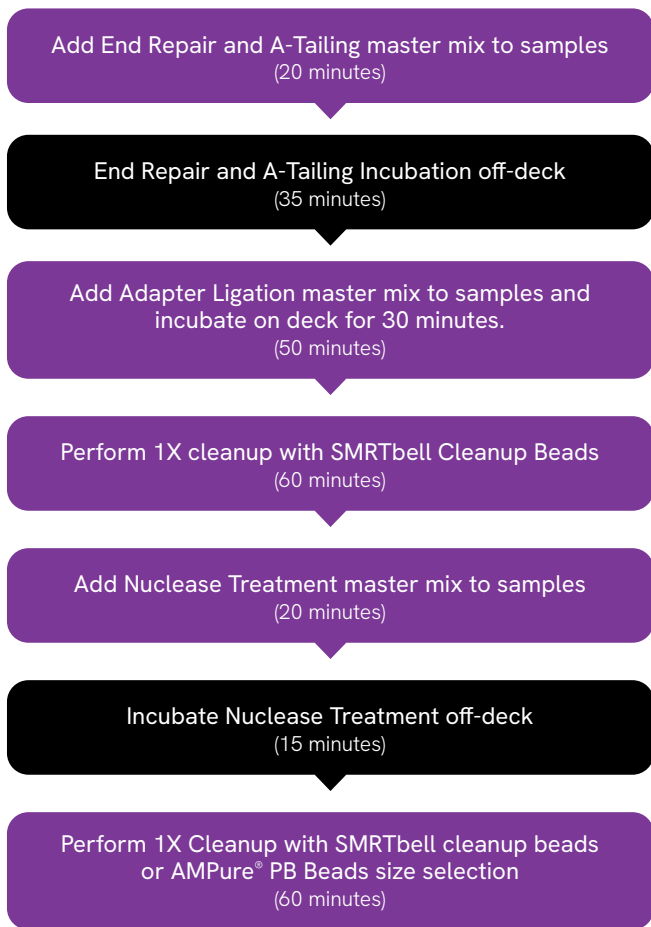 Add End Repair and A-Tailing master mix to samples
(20 minutes)
End Repair and A-Tailing Incubation off-deck
(35 minutes)
Add Adapter Ligation master mix to samples and
incubate on deck for 30 minutes.
(50 minutes)
Perform 1X cleanup with SMRTbell Cleanup Beads
(60 minutes)
Add Nuclease Treatment master mix to samples
(20 minutes)
Incubate Nuclease Treatment off-deck
(15 minutes)
Perform 1X Cleanup with SMRTbell cleanup beads
or AMPure® PB Beads size selection
(60 minutes)